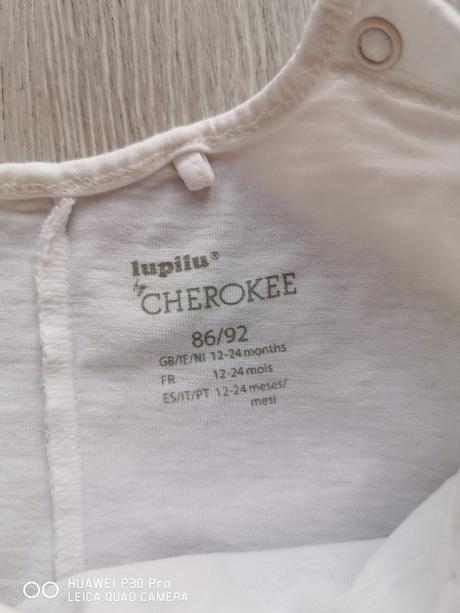 lupilu®
by
CHEROKEE
86/92
GB/IE/NI 12-24 months
FR 12-24 mois
ES/IT/PT 12-24 meses/
mesi
HUAWEI P30 Pro
LEICA QUAD CAMERA